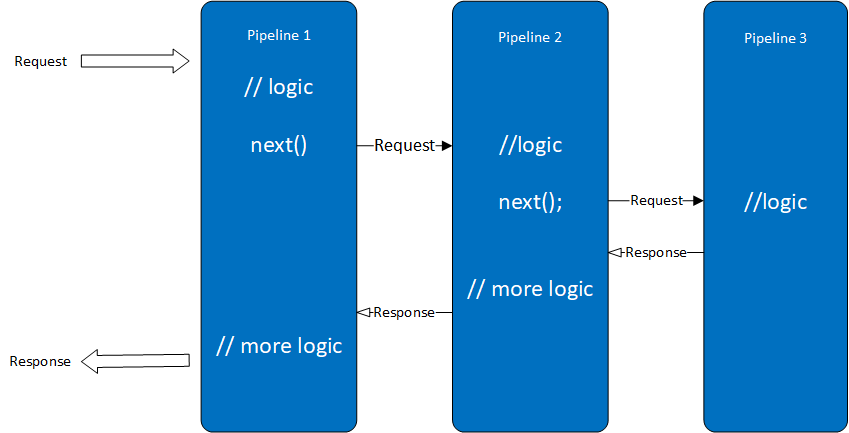 Pipeline 1
Pipeline 2
Pipeline 3
Request
// logic
next()
Request
//logic
//logic
next();
Request
Response
// more logic
Response
// more logic
Response